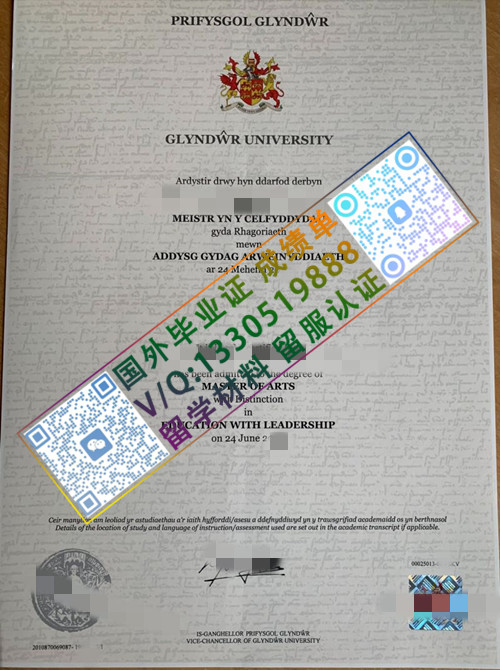 PRIFYSGOL GLYNDŴR
GLYNDŴR UNIVERSITY
Ardystir drwy hyn ddarfod derbyn
MEISTR YN Y CELFYDDYDAU
gyda Rhagoriaeth
mewn
ADDYSG GYDAG ARWEINYDDIAETH
ar 24 Mehefin 2
国外毕业证 成绩单
V/Q:1330519888
留学材料 留服认证
has been admitted to the degree of
MASTER OF ARTS
with Distinction
in
EDUCATION WITH LEADERSHIP
on 24 June 2
Ceir manylion am leoliad yr astudiaethau a'r iaith hyfforddi/asesu a ddefnyddiwyd yn y trawsgrifiad academaidd os yn berthnasol
Details of the location of study and language of instruction/assessment used are set out in the academic transcript if applicable.
IS-GANGHELLOR PRIFYSGOL GLYNDŴR
VICE-CHANCELLOR OF GLYNDŴR UNIVERSITY